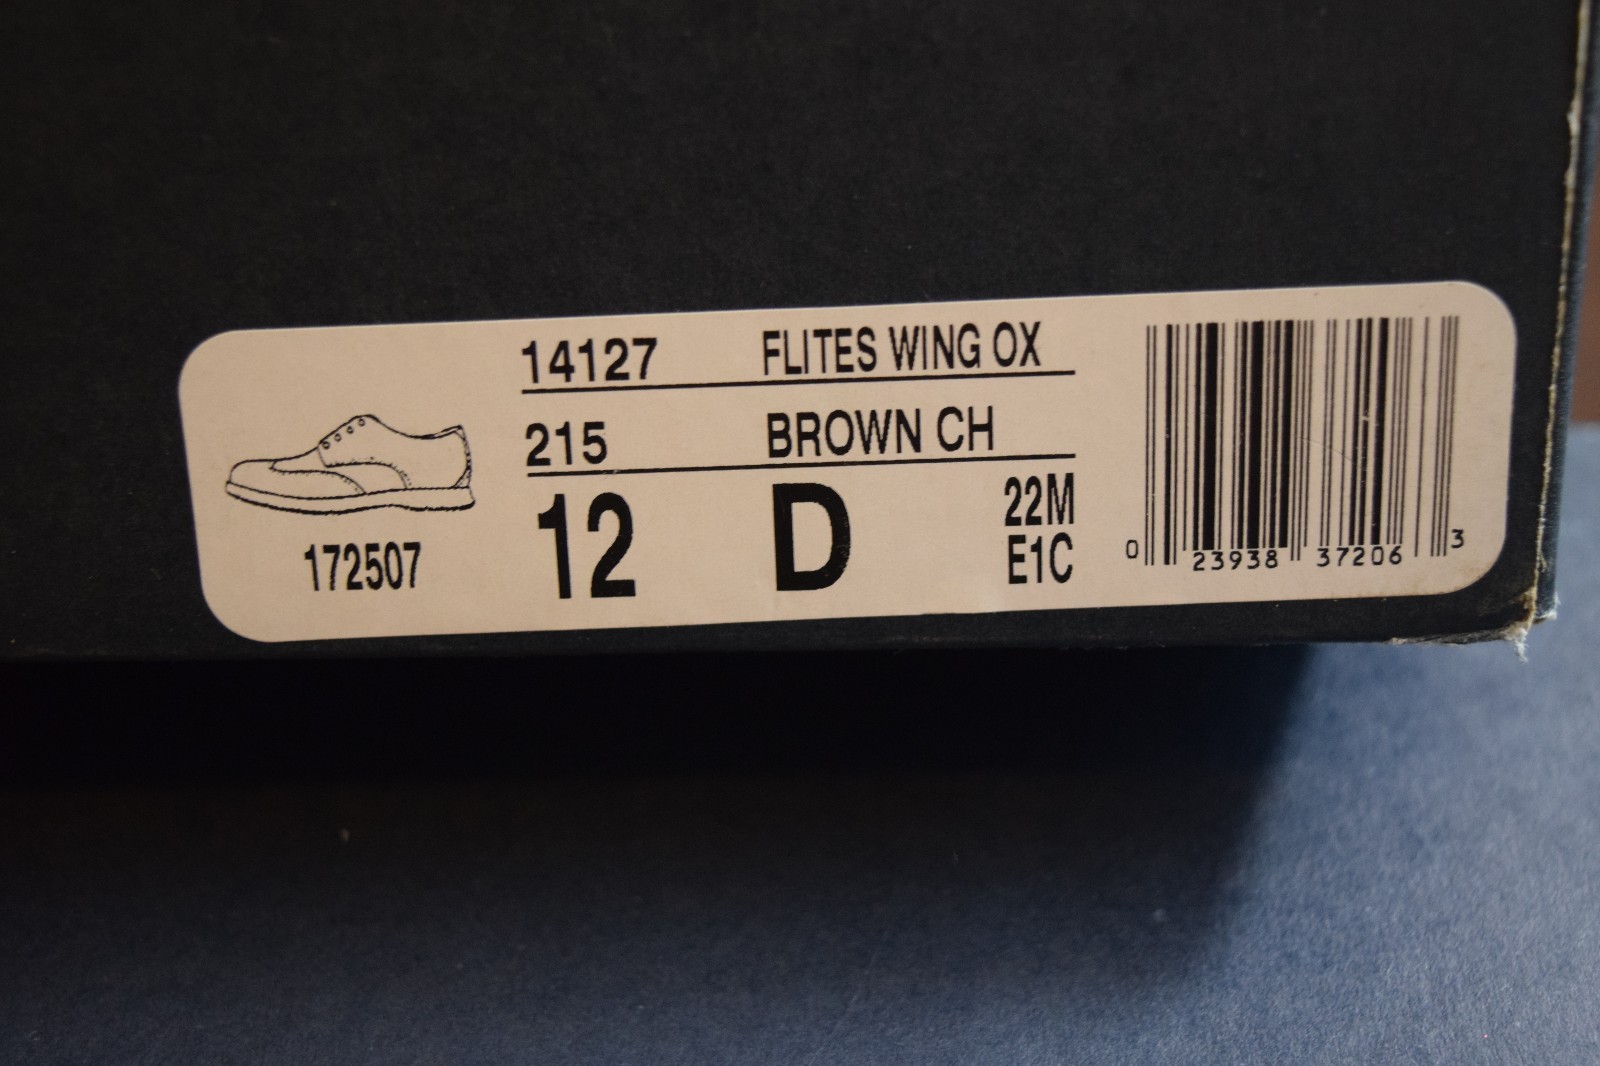 14127 FLITES WING OX
215 BROWN CH
12 D 22M
E1C
172507
0 23938 37206 3